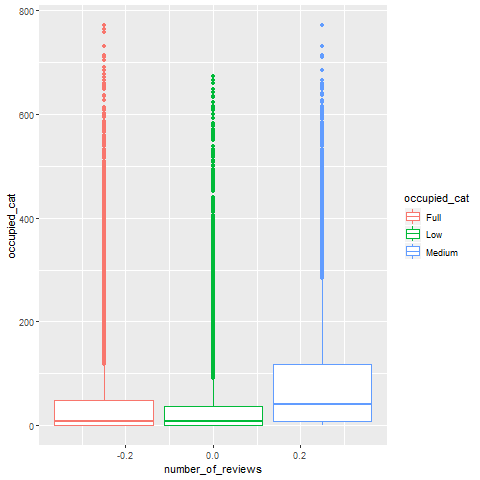 800
600
400
200
0
occupied_cat
-0.2
0.0
0.2
number_of_reviews
occupied_cat
Full
Low
Medium